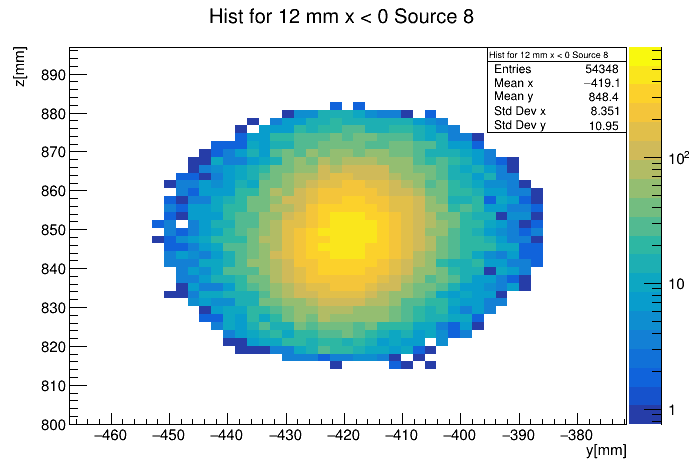 Hist for 12 mm x < 0 Source 8
Hist for 12 mm x < 0 Source 8
Entries 54348
Mean x −419.1
Mean y 848.4
Std Dev x 8.351
Std Dev y 10.95
z[mm]
890
880
870
860
850
840
830
820
810
800
10²
10
1
−460 −450 −440 −430 −420 −410 −400 −390 −380
y[mm]